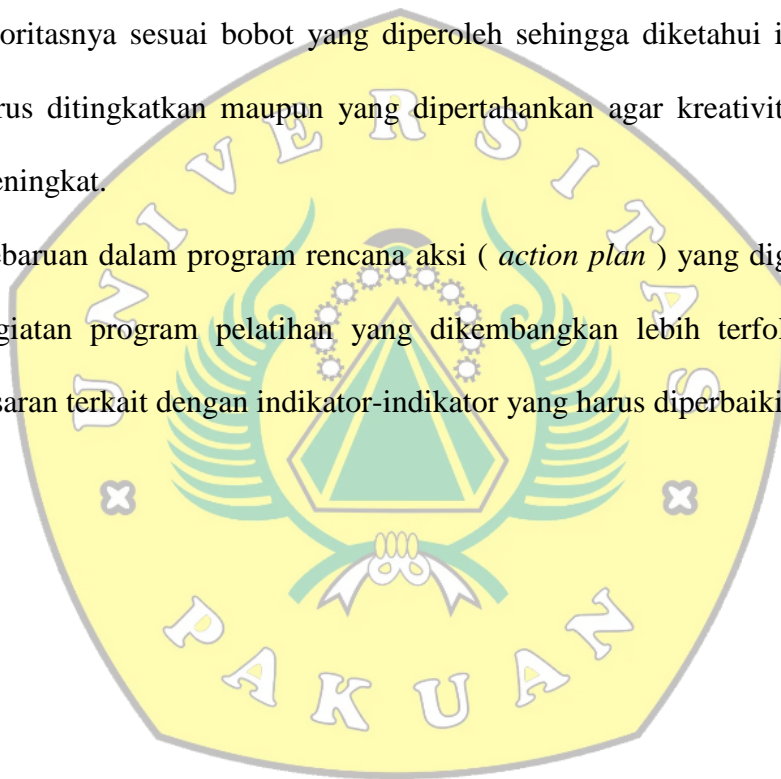 oritasnya sesuai bobot yang diperoleh sehingga diketahui i
rus ditingkatkan maupun yang dipertahankan agar kreativit
eningkat.
ebaruan dalam program rencana aksi ( action plan ) yang dig
giatan program pelatihan yang dikembangkan lebih terfok
saran terkait dengan indikator-indikator yang harus diperbaiki
UNIVERSITAS
PAKUAN